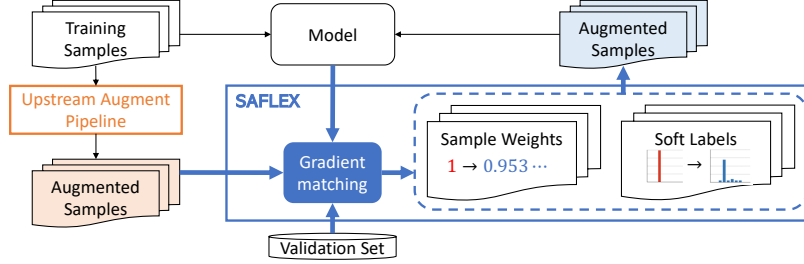 Training
Samples
Model
Augmented
Samples
Upstream Augment
Pipeline
SAFLEX
Augmented
Samples
Gradient
matching
Sample Weights
1 → 0.953 ⋯
Soft Labels
→
Validation Set